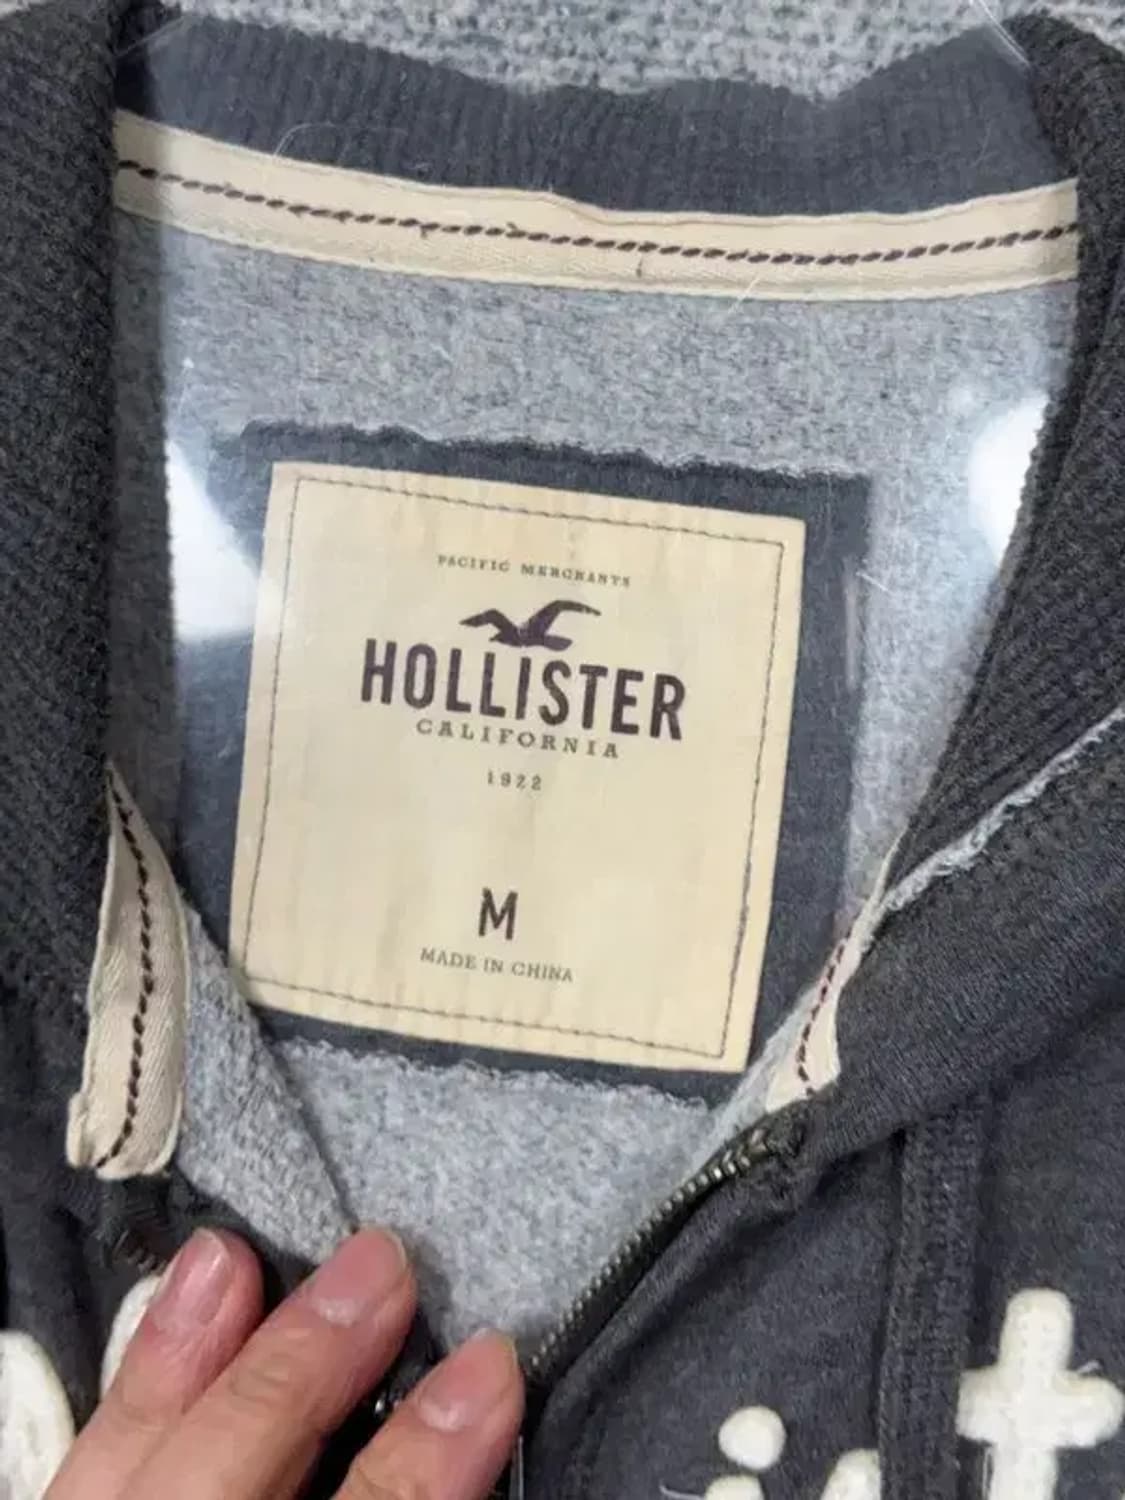 PACIFIC MERCHANTS
HOLLISTER
CALIFORNIA
1922
M
MADE IN CHINA